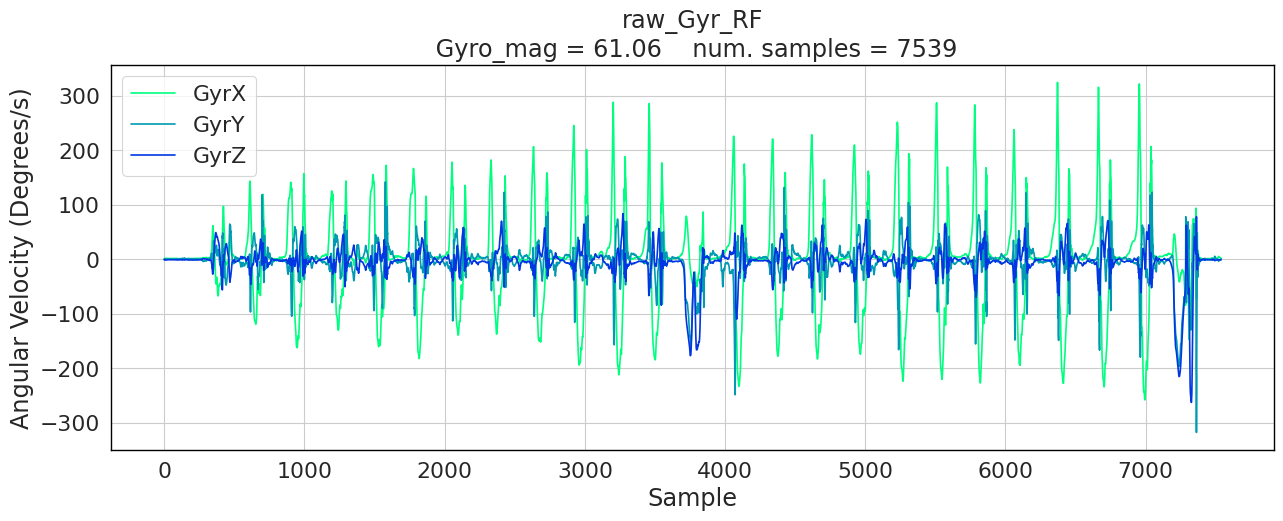 raw_Gyr_RF
Gyro_mag = 61.06    num. samples = 7539
GyrX
GyrY
GyrZ
Angular Velocity (Degrees/s)
300
200
100
0
−100
−200
−300
0 1000 2000 3000 4000 5000 6000 7000
Sample